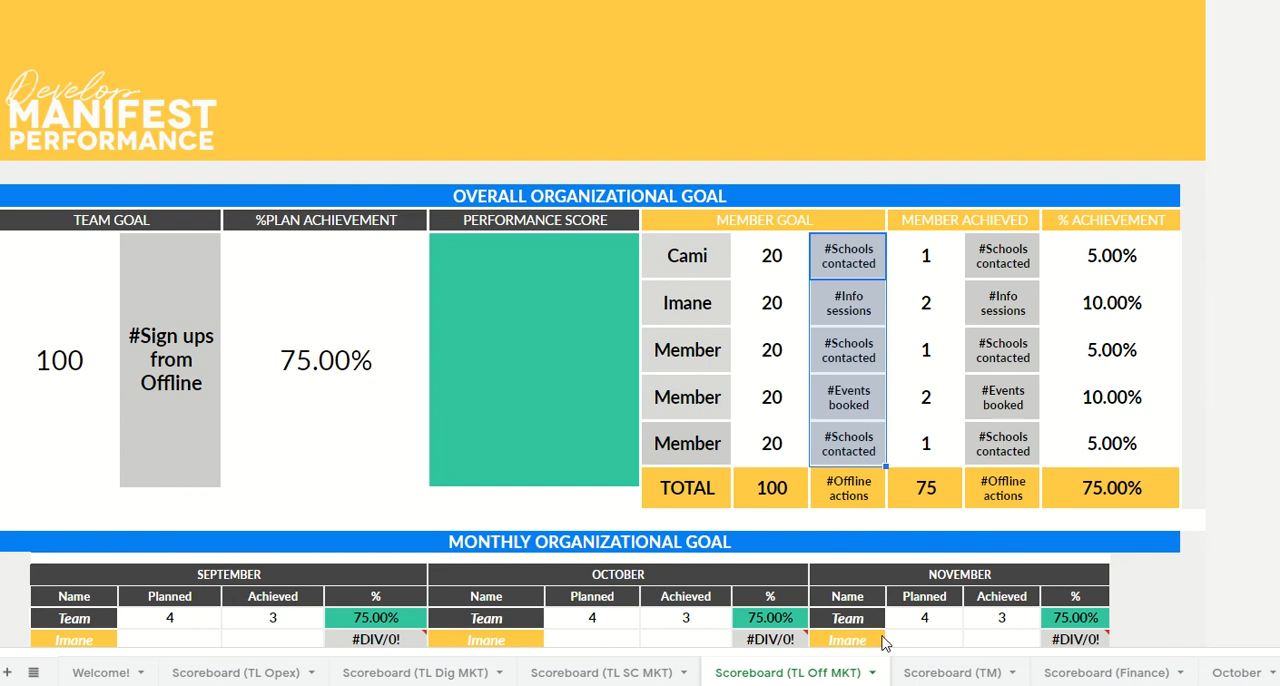 Develop
MANIFEST
PERFORMANCE
OVERALL ORGANIZATIONAL GOAL
TEAM GOAL %PLAN ACHIEVEMENT PERFORMANCE SCORE MEMBER GOAL MEMBER ACHIEVED % ACHIEVEMENT
100 #Sign ups from Offline 75.00%
Cami 20 #Schools contacted 1 #Schools contacted 5.00%
Imane 20 #Info sessions 2 #Info sessions 10.00%
Member 20 #Schools contacted 1 #Schools contacted 5.00%
Member 20 #Events booked 2 #Events booked 10.00%
Member 20 #Schools contacted 1 #Schools contacted 5.00%
TOTAL 100 #Offline actions 75 #Offline actions 75.00%
MONTHLY ORGANIZATIONAL GOAL
SEPTEMBER OCTOBER NOVEMBER
Name Planned Achieved % Name Planned Achieved % Name Planned Achieved %
Team 4 3 75.00% Team 4 3 75.00% Team 4 3 75.00%
Imane #DIV/0! Imane #DIV/0! Imane #DIV/0!
+ Welcome! Scoreboard (TL Opex) Scoreboard (TL Dig MKT) Scoreboard (TL SC MKT) Scoreboard (TL Off MKT) Scoreboard (TM) Scoreboard (Finance) October